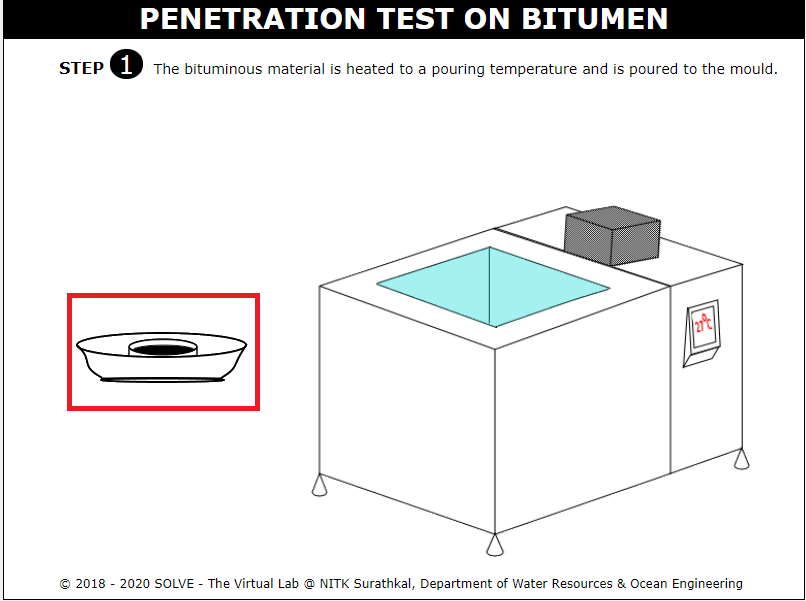 PENETRATION TEST ON BITUMEN
STEP 1 The bituminous material is heated to a pouring temperature and is poured to the mould.
27°C
© 2018 - 2020 SOLVE - The Virtual Lab @ NITK Surathkal, Department of Water Resources & Ocean Engineering